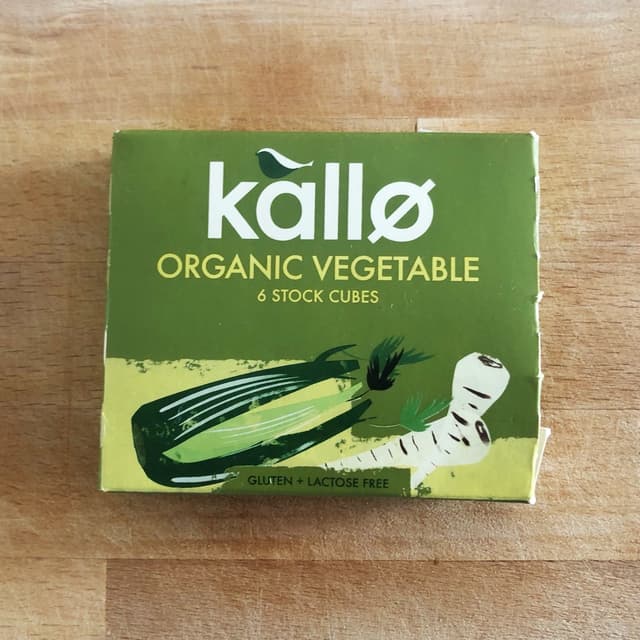 kallø
ORGANIC VEGETABLE
6 STOCK CUBES
GLUTEN + LACTOSE FREE